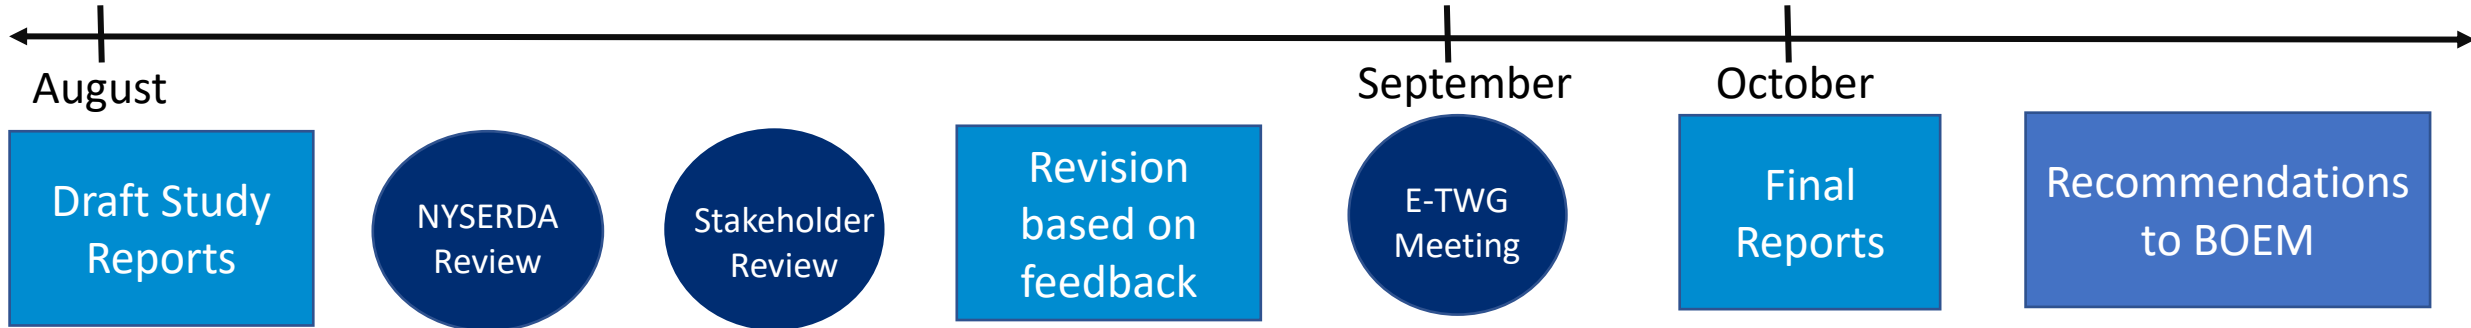 August
September
October
Draft Study
Reports
NYSERDA
Review
Stakeholder
Review
Revision
based on
feedback
E-TWG
Meeting
Final
Reports
Recommendations
to BOEM